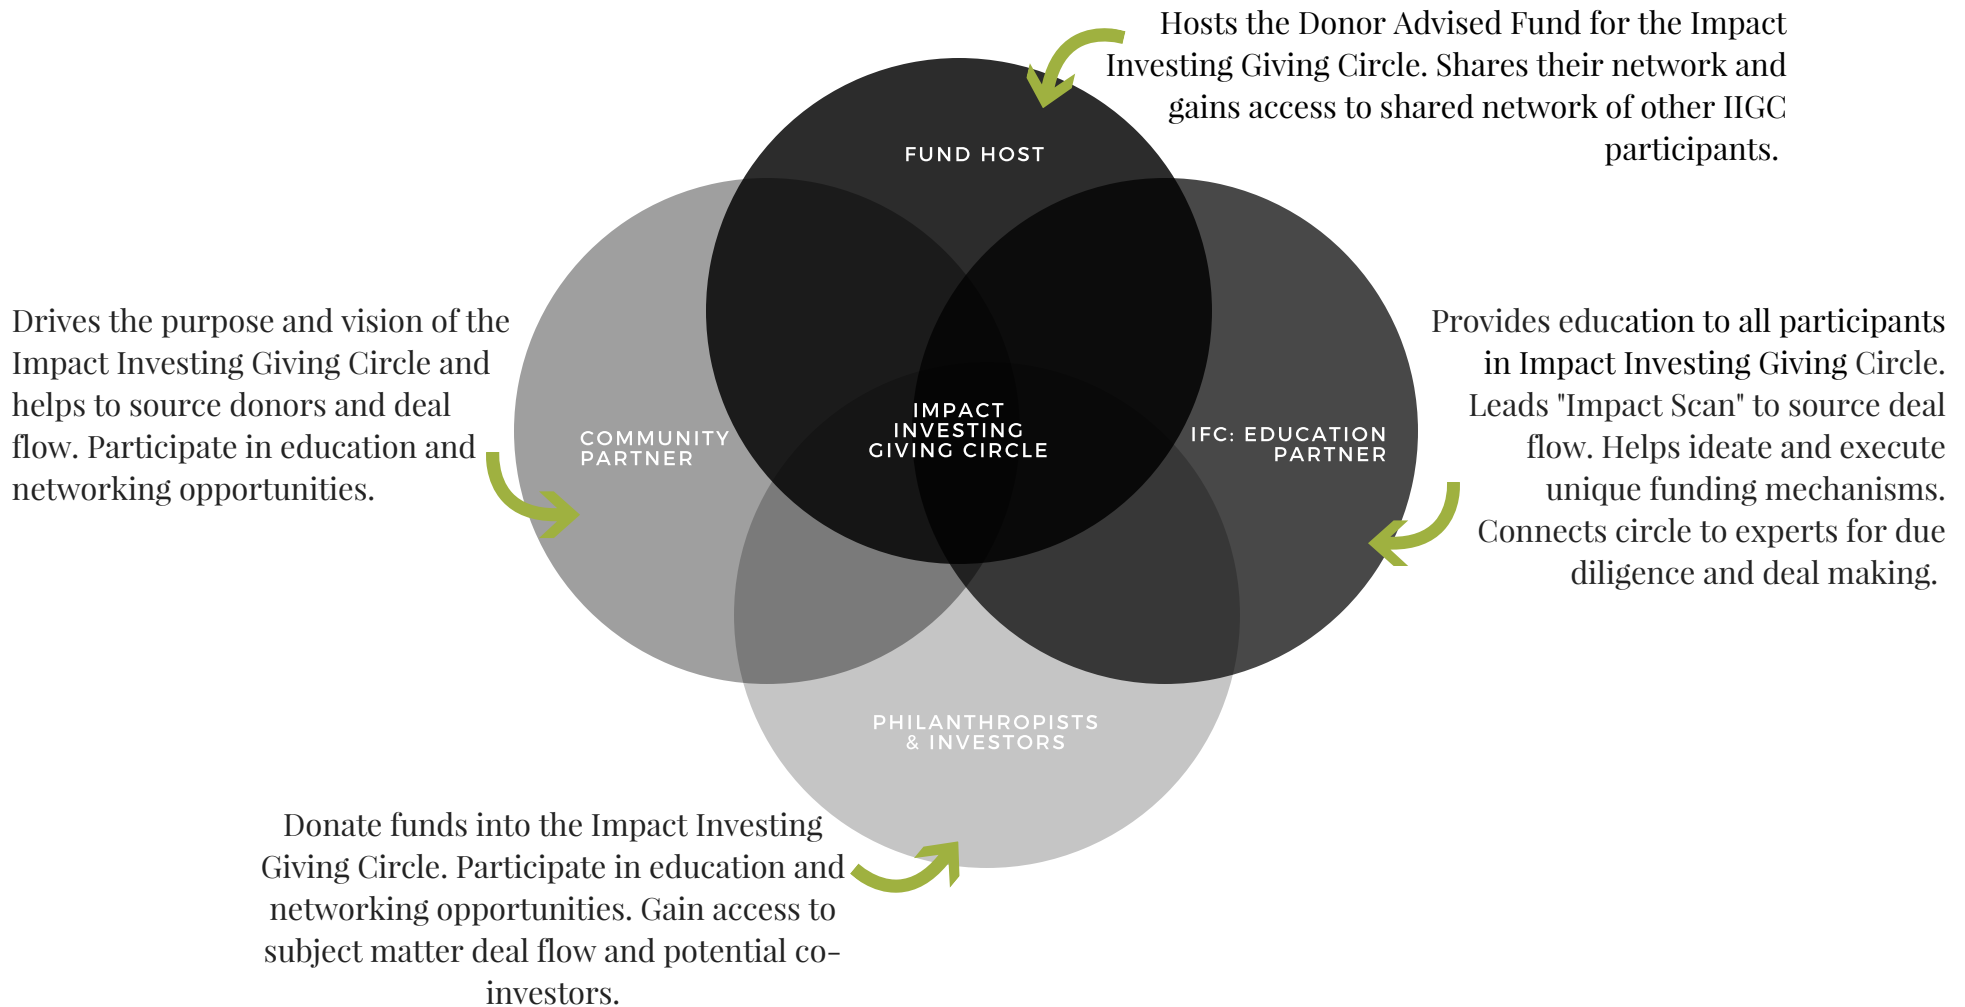 Hosts the Donor Advised Fund for the Impact
Investing Giving Circle. Shares their network and
gains access to shared network of other IIGC
participants.
FUND HOST
Drives the purpose and vision of the
Impact Investing Giving Circle and
helps to source donors and deal
flow. Participate in education and
networking opportunities.
COMMUNITY
PARTNER
IMPACT
INVESTING
GIVING CIRCLE
IFC: EDUCATION
PARTNER
Provides education to all participants
in Impact Investing Giving Circle.
Leads "Impact Scan" to source deal
flow. Helps ideate and execute
unique funding mechanisms.
Connects circle to experts for due
diligence and deal making.
PHILANTHROPISTS
& INVESTORS
Donate funds into the Impact Investing
Giving Circle. Participate in education and
networking opportunities. Gain access to
subject matter deal flow and potential co-
investors.